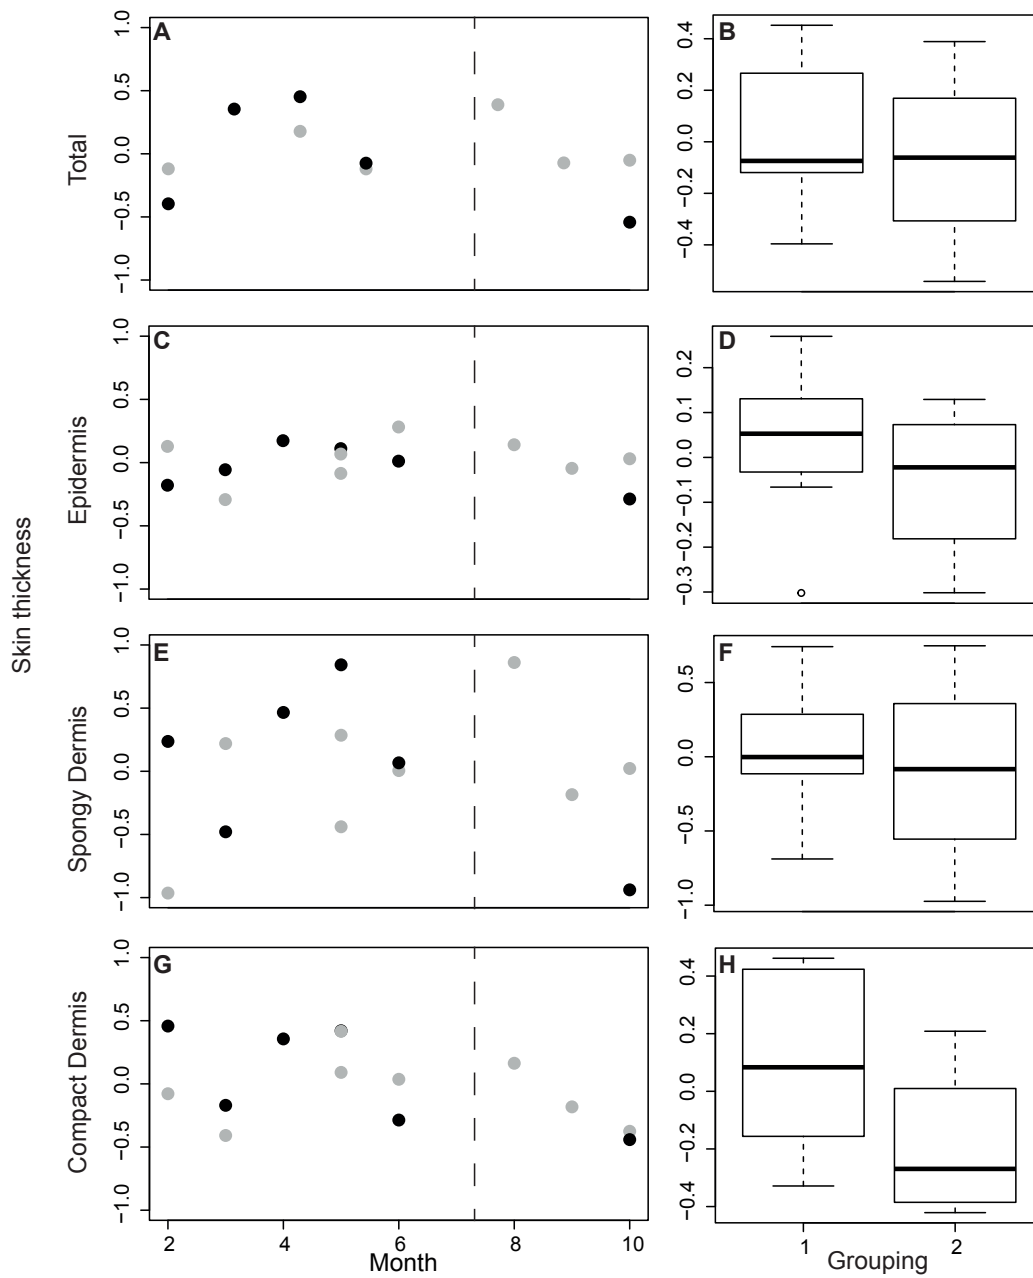 Skin thickness
Total
A
1.0
0.5
0.0
−0.5
−1.0
B
0.4
0.2
0.0
−0.2
−0.4
Epidermis
C
1.0
0.5
0.0
−0.5
−1.0
D
0.2
0.1
0.0
−0.1
−0.2
−0.3
Spongy Dermis
E
1.0
0.5
0.0
−0.5
−1.0
F
0.5
0.0
−0.5
−1.0
Compact Dermis
G
1.0
0.5
0.0
−0.5
−1.0
H
0.4
0.2
0.0
−0.2
−0.4
2 4 6 8 10
Month
1 2
Grouping